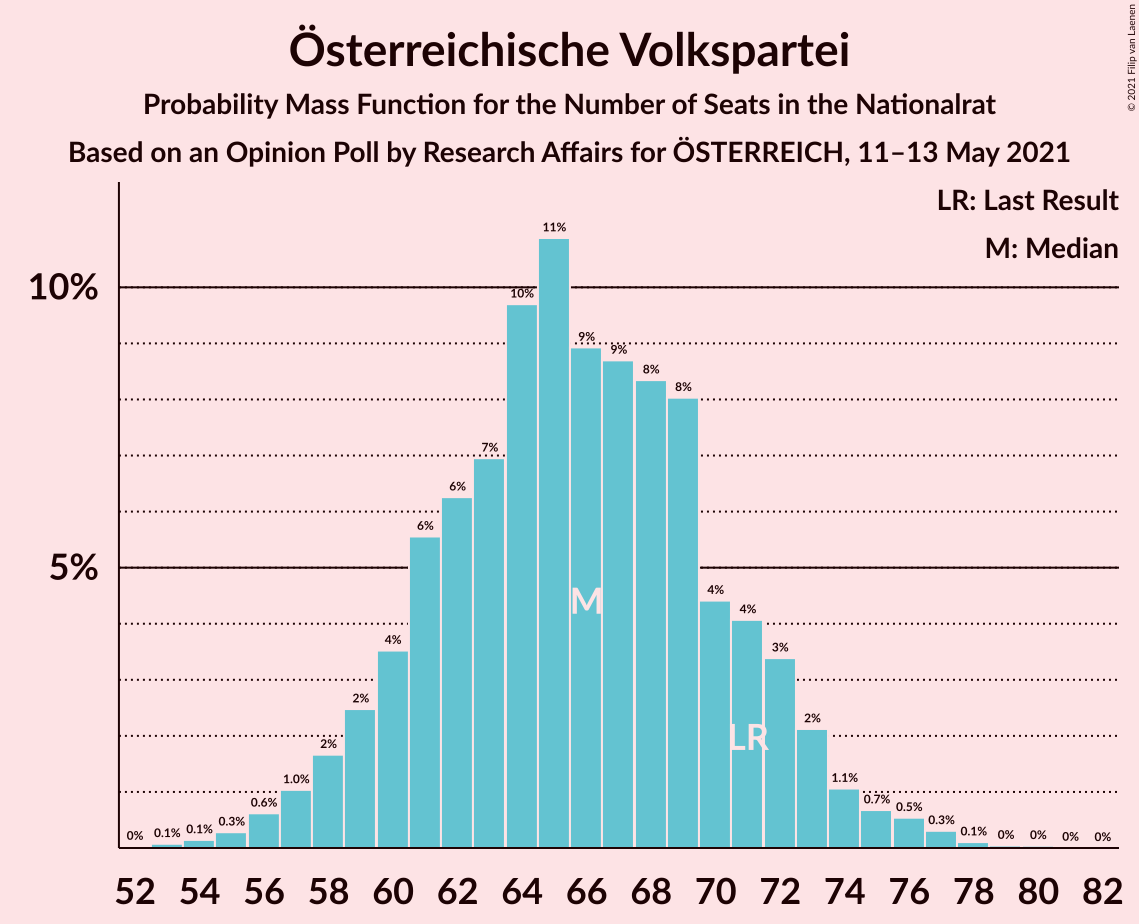 Österreichische Volkspartei
Probability Mass Function for the Number of Seats in the Nationalrat
Based on an Opinion Poll by Research Affairs for ÖSTERREICH, 11–13 May 2021
© 2021 Filip van Laenen
LR: Last Result
M: Median
10%
5%
0% 0.1% 0.1% 0.3% 0.6% 1.0% 2% 2% 4% 6% 6% 7% 10% 11% 9% 9% 8% 8% 4% 4% 3% 2% 1.1% 0.7% 0.5% 0.3% 0.1% 0% 0% 0% 0%
M
LR
52 54 56 58 60 62 64 66 68 70 72 74 76 78 80 82